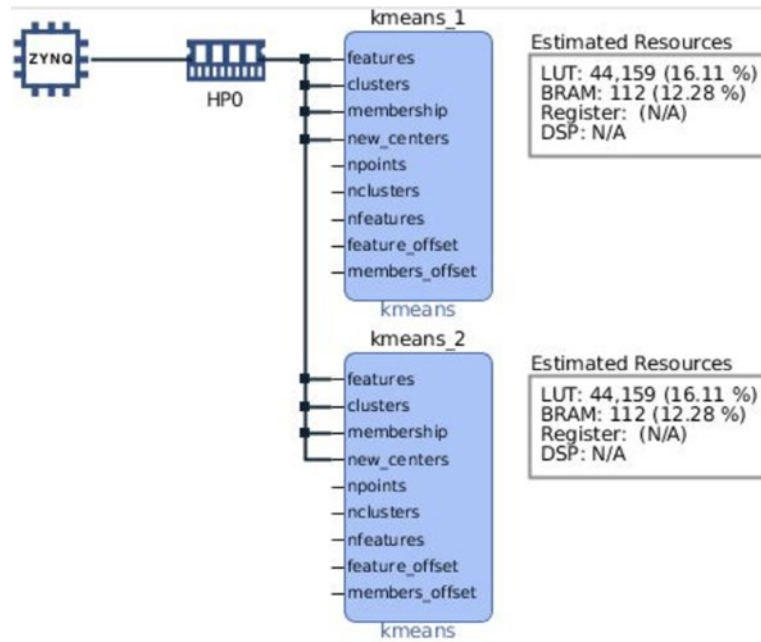 ZYNQ
HP0
kmeans_1
features
clusters
membership
new_centers
npoints
nclusters
nfeatures
feature_offset
members_offset
kmeans
Estimated Resources
LUT: 44,159 (16.11 %)
BRAM: 112 (12.28 %)
Register: (N/A)
DSP: N/A
kmeans_2
features
clusters
membership
new_centers
npoints
nclusters
nfeatures
feature_offset
members_offset
kmeans
Estimated Resources
LUT: 44,159 (16.11 %)
BRAM: 112 (12.28 %)
Register: (N/A)
DSP: N/A